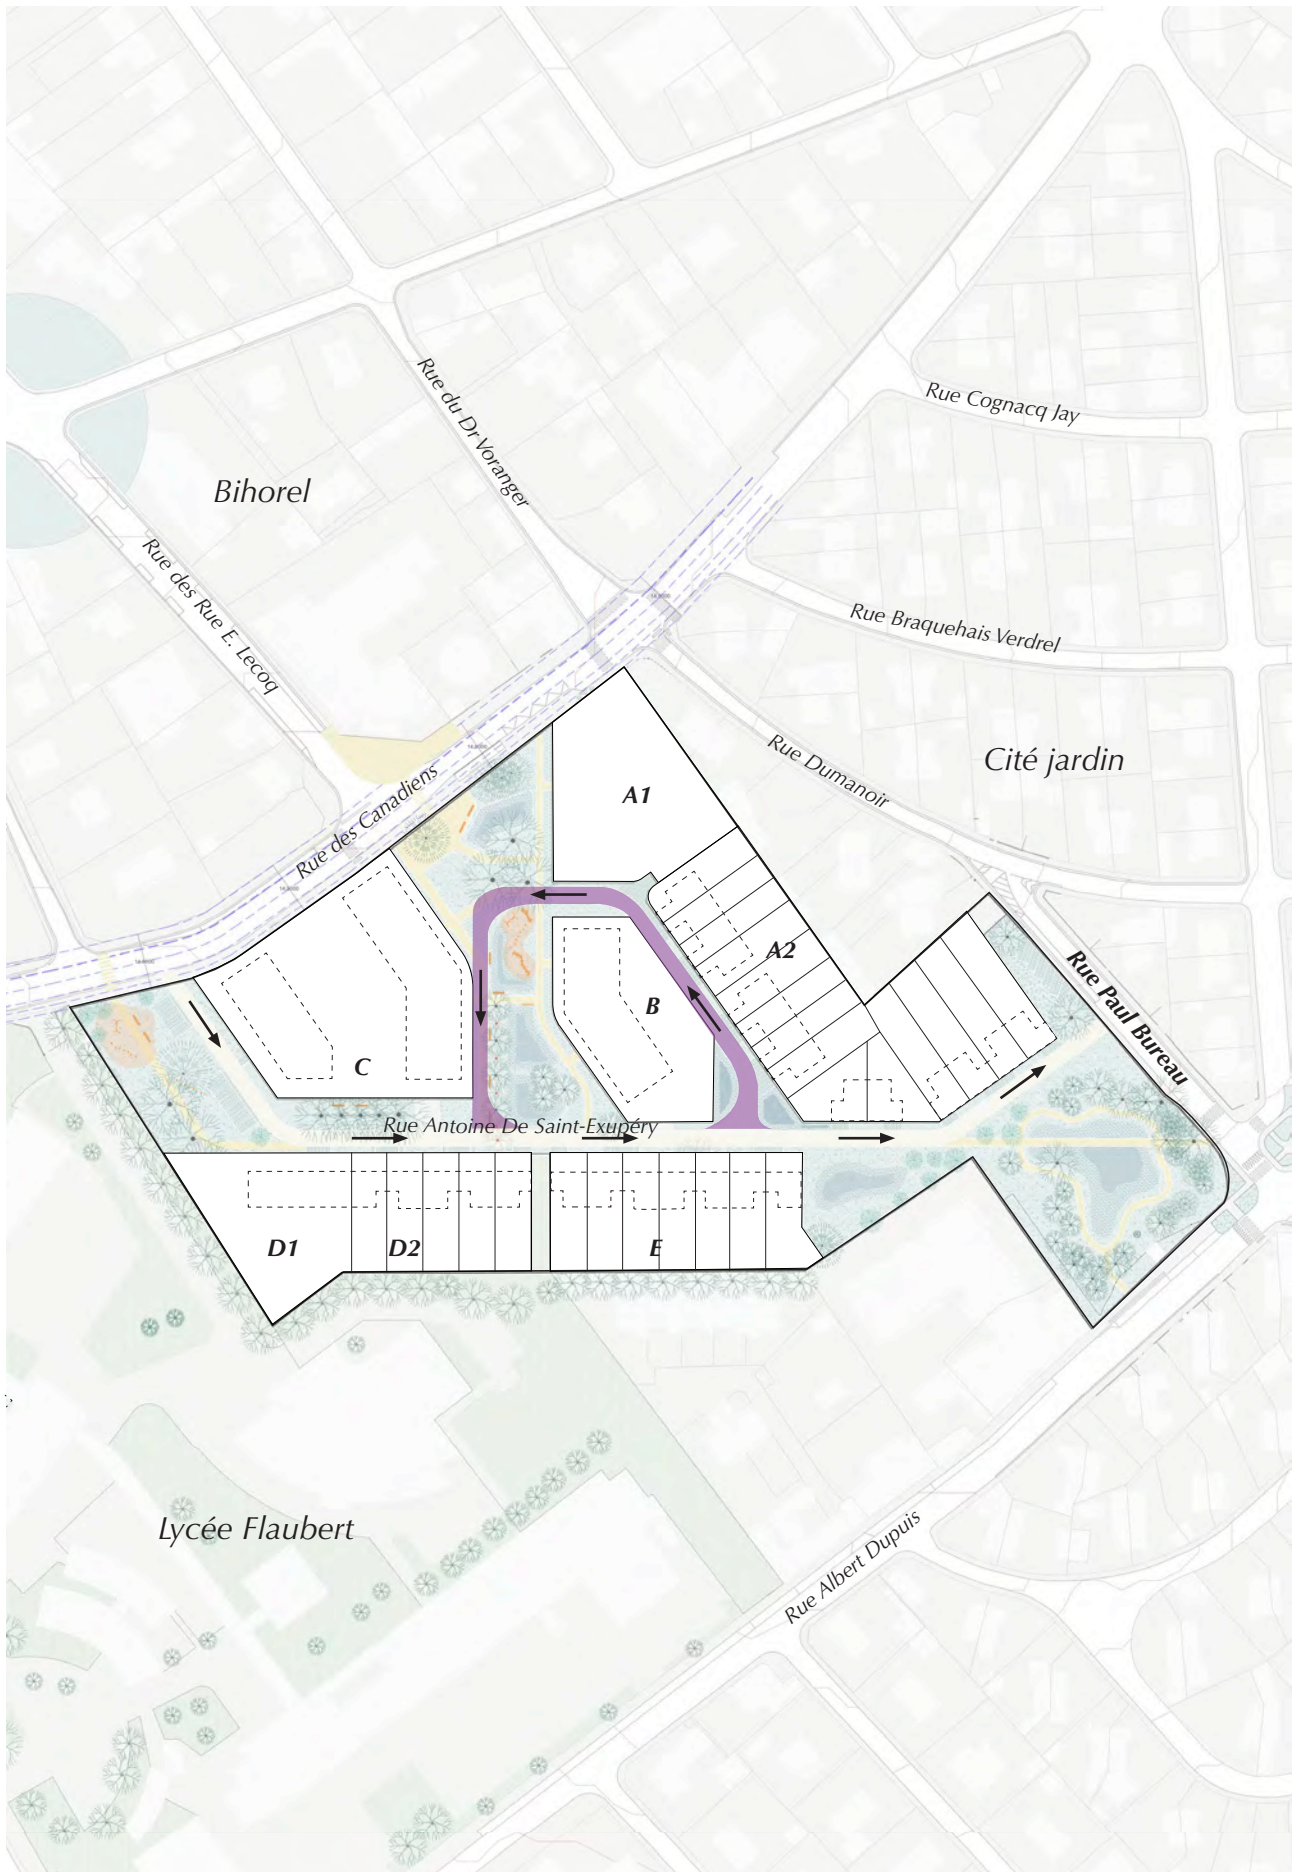 Rue Cognacq Jay
Rue du Dr Voranger
Bihorel
Rue des Rue E. Lecoq
Rue Braquehais Verdrel
Rue Dumanoir
Cité jardin
Rue des Canadiens
A1
A2
Rue Paul Bureau
B
C
Rue Antoine De Saint-Exupéry
D1
D2
E
Lycée Flaubert
Rue Albert Dupuis